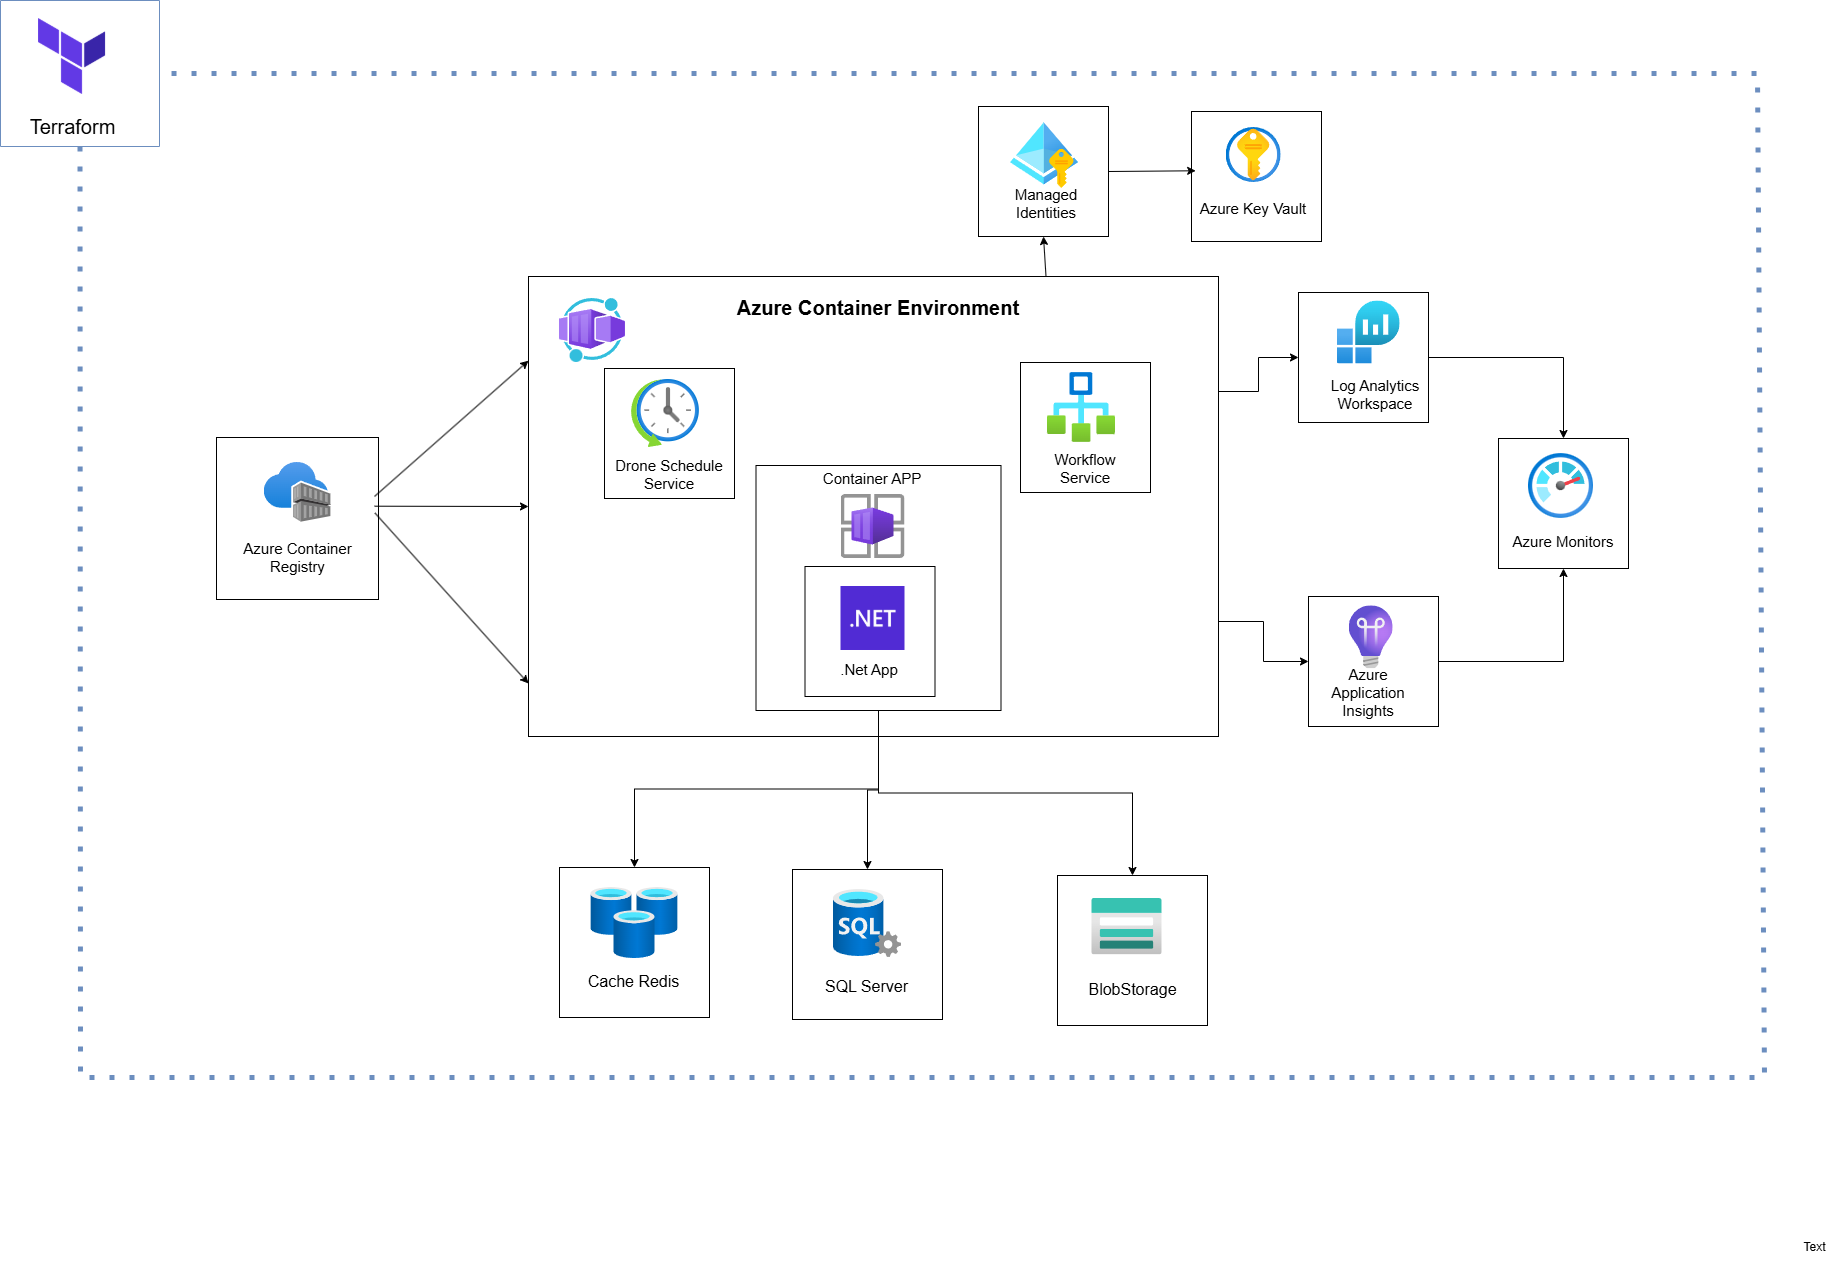 Terraform
Managed
Identities
Azure Key Vault
Azure Container Environment
Log Analytics
Workspace
Drone Schedule
Service
Workflow
Service
Container APP
.NET
.Net App
Azure Container
Registry
Azure Monitors
Azure
Application
Insights
Cache Redis
SQL
SQL Server
BlobStorage
Text